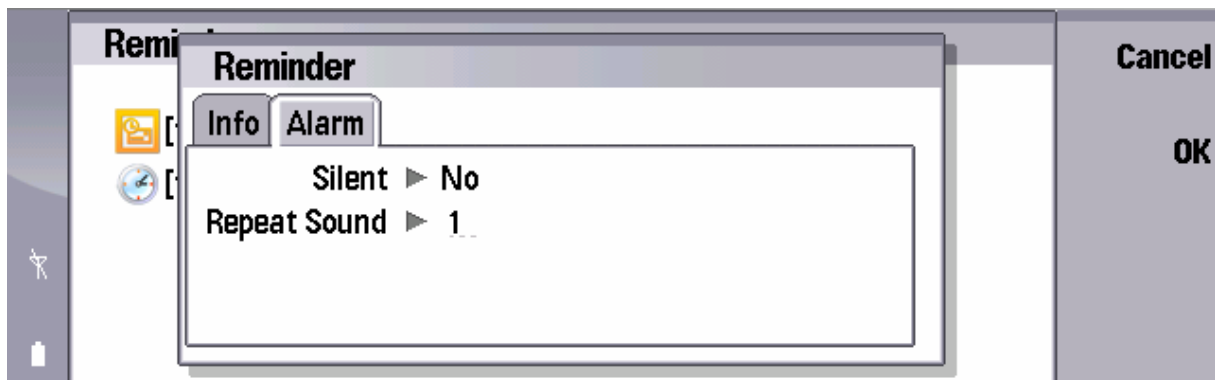 Reminder
Cancel
Info Alarm
OK
Silent No
Repeat Sound 1